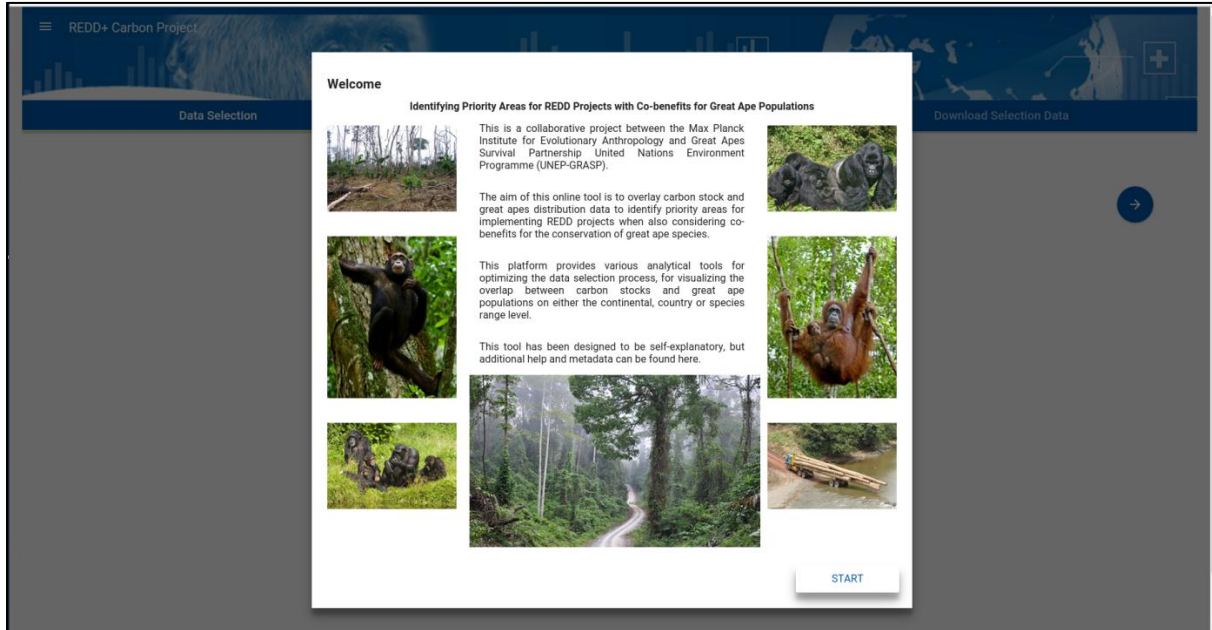 REDD+ Carbon Project
Data Selection
Download Selection Data
Welcome
Identifying Priority Areas for REDD Projects with Co-benefits for Great Ape Populations
This is a collaborative project between the Max Planck
Institute for Evolutionary Anthropology and Great Apes
Survival Partnership United Nations Environment
Programme (UNEP-GRASP).
The aim of this online tool is to overlay carbon stock and
great apes distribution data to identify priority areas for
implementing REDD projects when also considering co-
benefits for the conservation of great ape species.
This platform provides various analytical tools for
optimizing the data selection process, for visualizing the
overlap between carbon stocks and great ape
populations on either the continental, country or species
range level.
This tool has been designed to be self-explanatory, but
additional help and metadata can be found here.
START